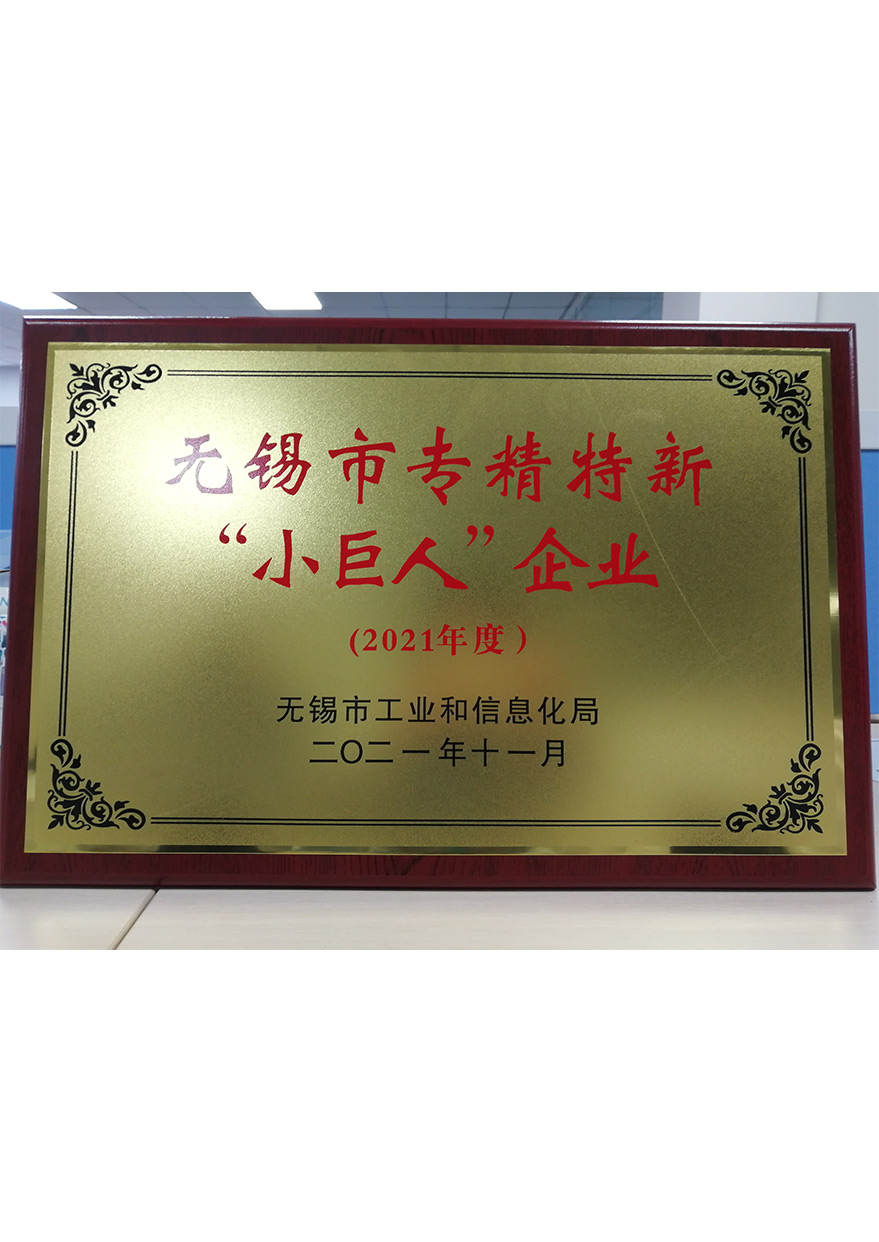 无锡市专精特新
“小巨人”企业
(2021年度）
无锡市工业和信息化局
二〇二一年十一月